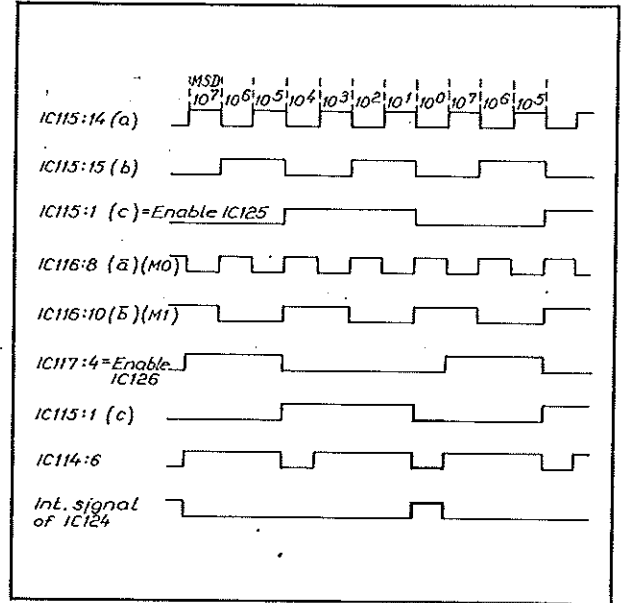 MSD
10⁷ 10⁶ 10⁵ 10⁴ 10³ 10² 10¹ 10⁰ 10⁷ 10⁶ 10⁵
IC115:14 (a)
IC115:15 (b)
IC115:1 (c)=Enable IC125
IC116:8 (a̅)(M0)
IC116:10(b̅)(M1)
IC117:4=Enable
IC126
IC115:1 (c)
IC114:6
Int. signal
of IC124